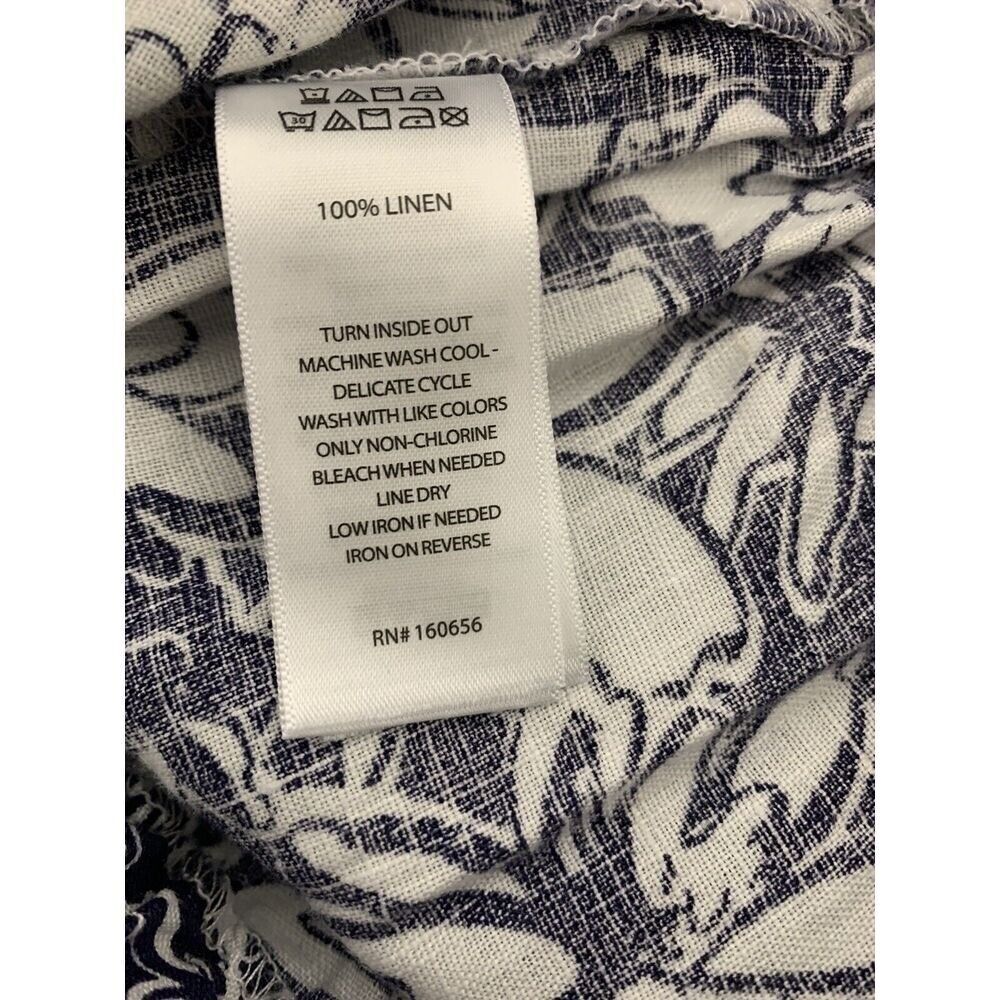 30
100% LINEN
TURN INSIDE OUT
MACHINE WASH COOL -
DELICATE CYCLE
WASH WITH LIKE COLORS
ONLY NON-CHLORINE
BLEACH WHEN NEEDED
LINE DRY
LOW IRON IF NEEDED
IRON ON REVERSE
RN# 160656